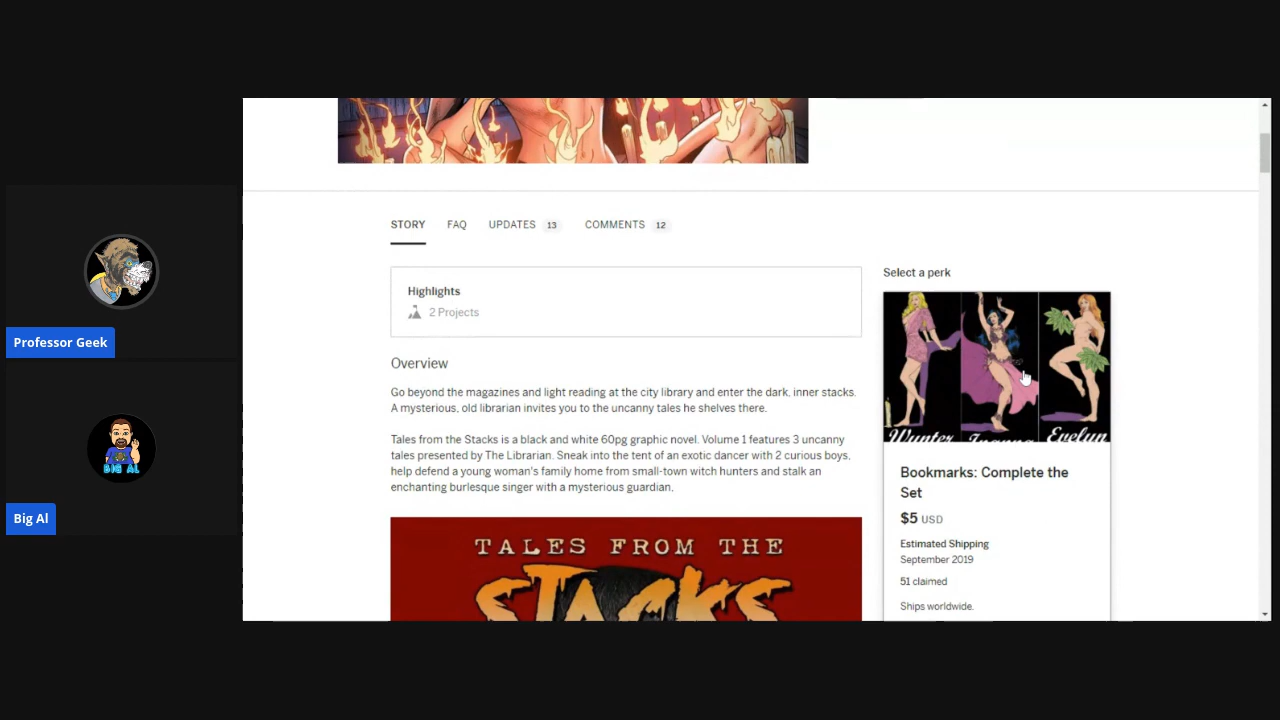 STORY FAQ UPDATES 13 COMMENTS 12
Highlights
2 Projects
Overview
Go beyond the magazines and light reading at the city library and enter the dark, inner stacks.
A mysterious, old librarian invites you to the uncanny tales he shelves there.
Tales from the Stacks is a black and white 60pg graphic novel. Volume 1 features 3 uncanny
tales presented by The Librarian. Sneak into the tent of an exotic dancer with 2 curious boys,
help defend a young woman's family home from small-town witch hunters and stalk an
enchanting burlesque singer with a mysterious guardian.
TALES FROM THE
STACKS
Select a perk
Wynter Inanna Evelyn
Bookmarks: Complete the
Set
$5 USD
Estimated Shipping
September 2019
51 claimed
Ships worldwide.
Professor Geek
BIG AL
Big Al